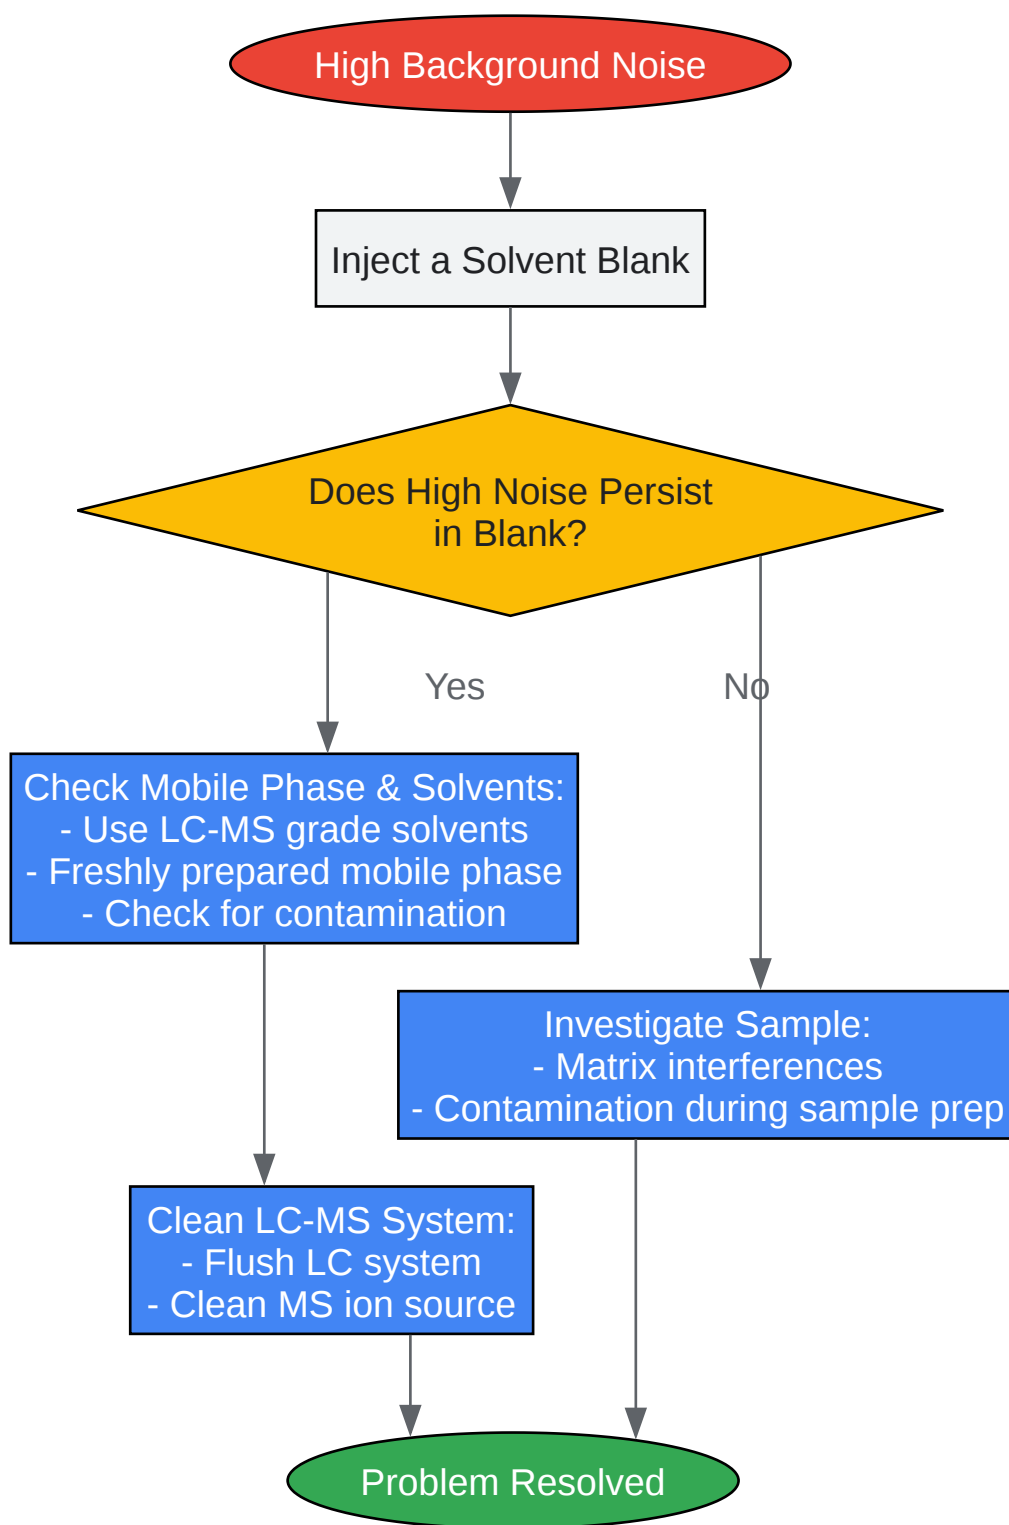 High Background Noise
Inject a Solvent Blank
Does High Noise Persist
in Blank?
Yes
No
Check Mobile Phase & Solvents:
- Use LC-MS grade solvents
- Freshly prepared mobile phase
- Check for contamination
Investigate Sample:
- Matrix interferences
- Contamination during sample prep
Clean LC-MS System:
- Flush LC system
- Clean MS ion source
Problem Resolved